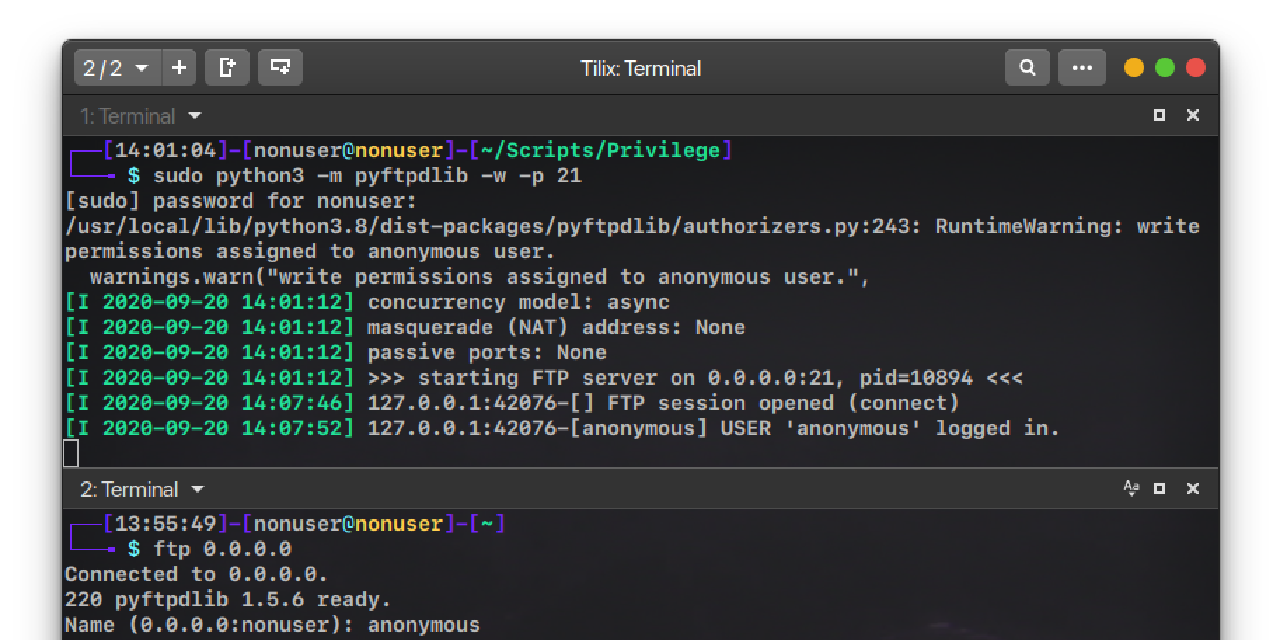 2/2
Tilix: Terminal
1: Terminal
[14:01:04]-[nonuser@nonuser]-[~/Scripts/Privilege]
$ sudo python3 -m pyftpdlib -w -p 21
[sudo] password for nonuser:
/usr/local/lib/python3.8/dist-packages/pyftpdlib/authorizers.py:243: RuntimeWarning: write
permissions assigned to anonymous user.
warnings.warn("write permissions assigned to anonymous user.",
[I 2020-09-20 14:01:12] concurrency model: async
[I 2020-09-20 14:01:12] masquerade (NAT) address: None
[I 2020-09-20 14:01:12] passive ports: None
[I 2020-09-20 14:01:12] >>> starting FTP server on 0.0.0.0:21, pid=10894 <<<
[I 2020-09-20 14:07:46] 127.0.0.1:42076-[] FTP session opened (connect)
[I 2020-09-20 14:07:52] 127.0.0.1:42076-[anonymous] USER 'anonymous' logged in.
2: Terminal
Aa
[13:55:49]-[nonuser@nonuser]-[~]
$ ftp 0.0.0.0
Connected to 0.0.0.0.
220 pyftpdlib 1.5.6 ready.
Name (0.0.0.0:nonuser): anonymous